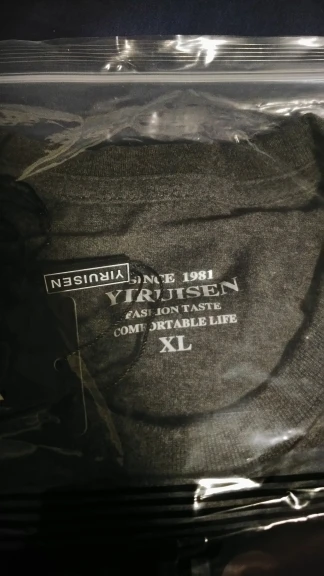 SINCE 1981
YIRUISEN
FASHION TASTE
COMFORTABLE LIFE
XL
YIRUISEN